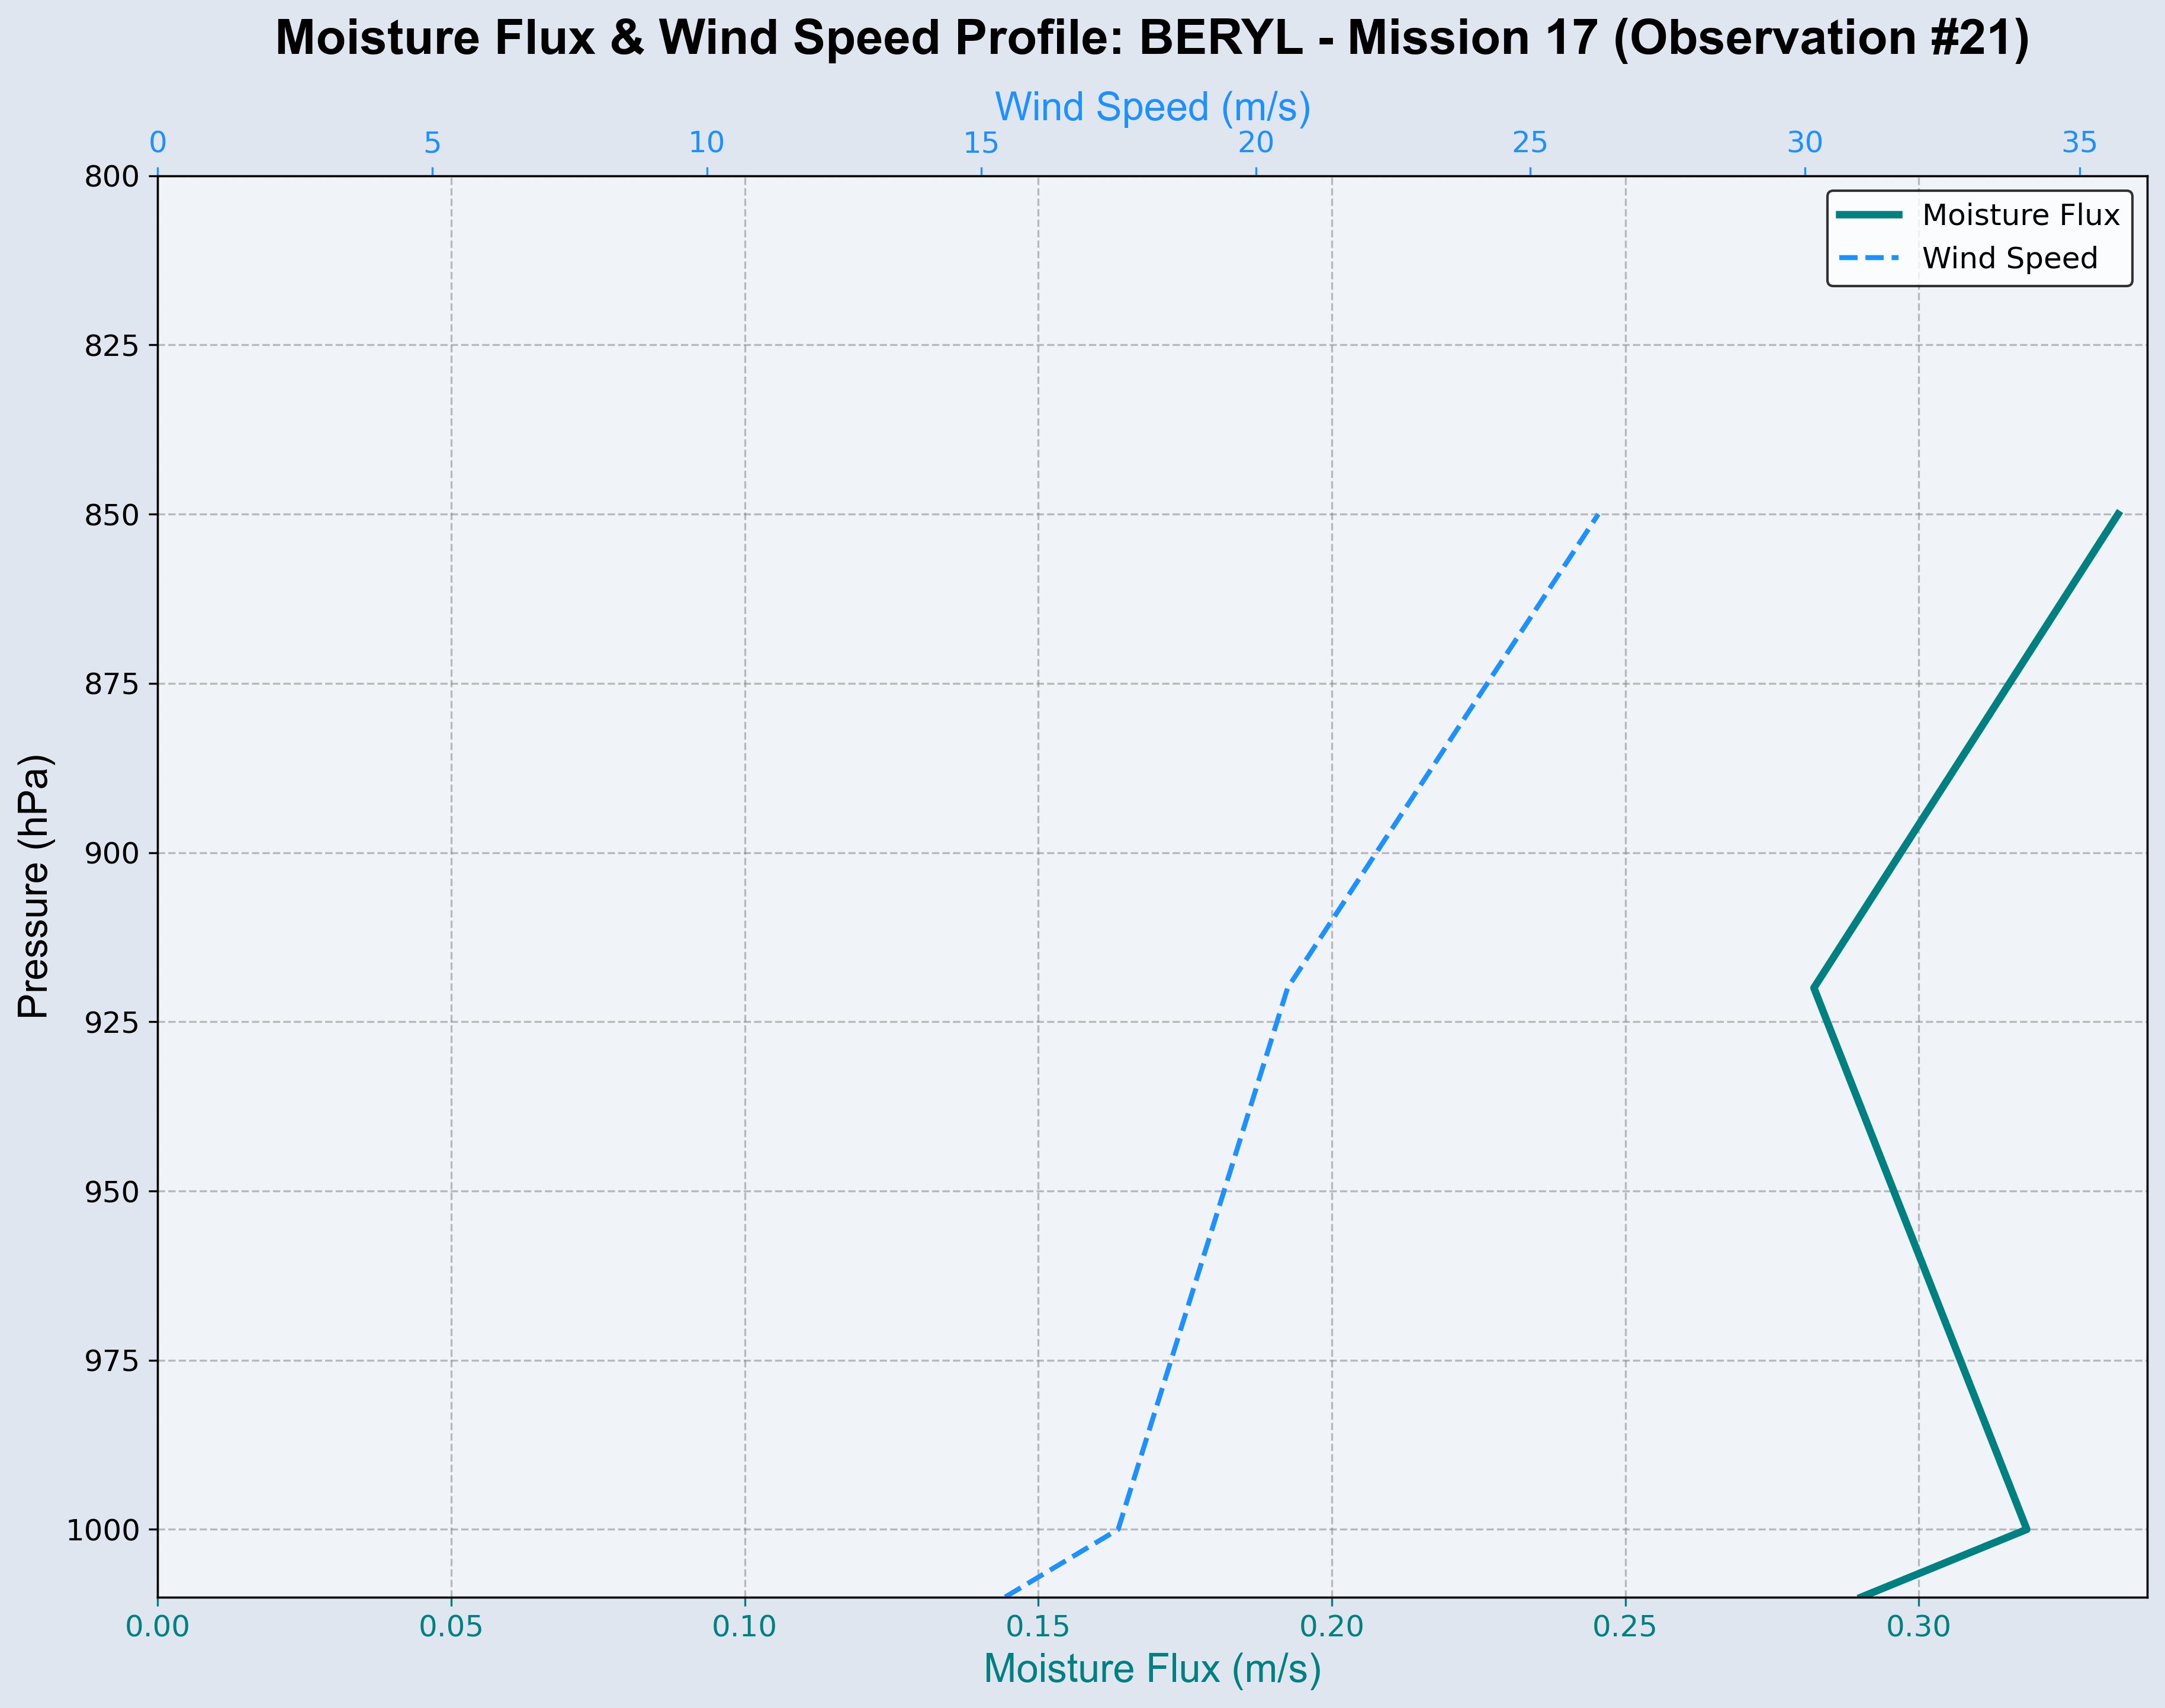 Moisture Flux & Wind Speed Profile: BERYL - Mission 17 (Observation #21)
Wind Speed (m/s)
0 5 10 15 20 25 30 35
Moisture Flux
Wind Speed
Pressure (hPa)
800
825
850
875
900
925
950
975
1000
0.00 0.05 0.10 0.15 0.20 0.25 0.30
Moisture Flux (m/s)